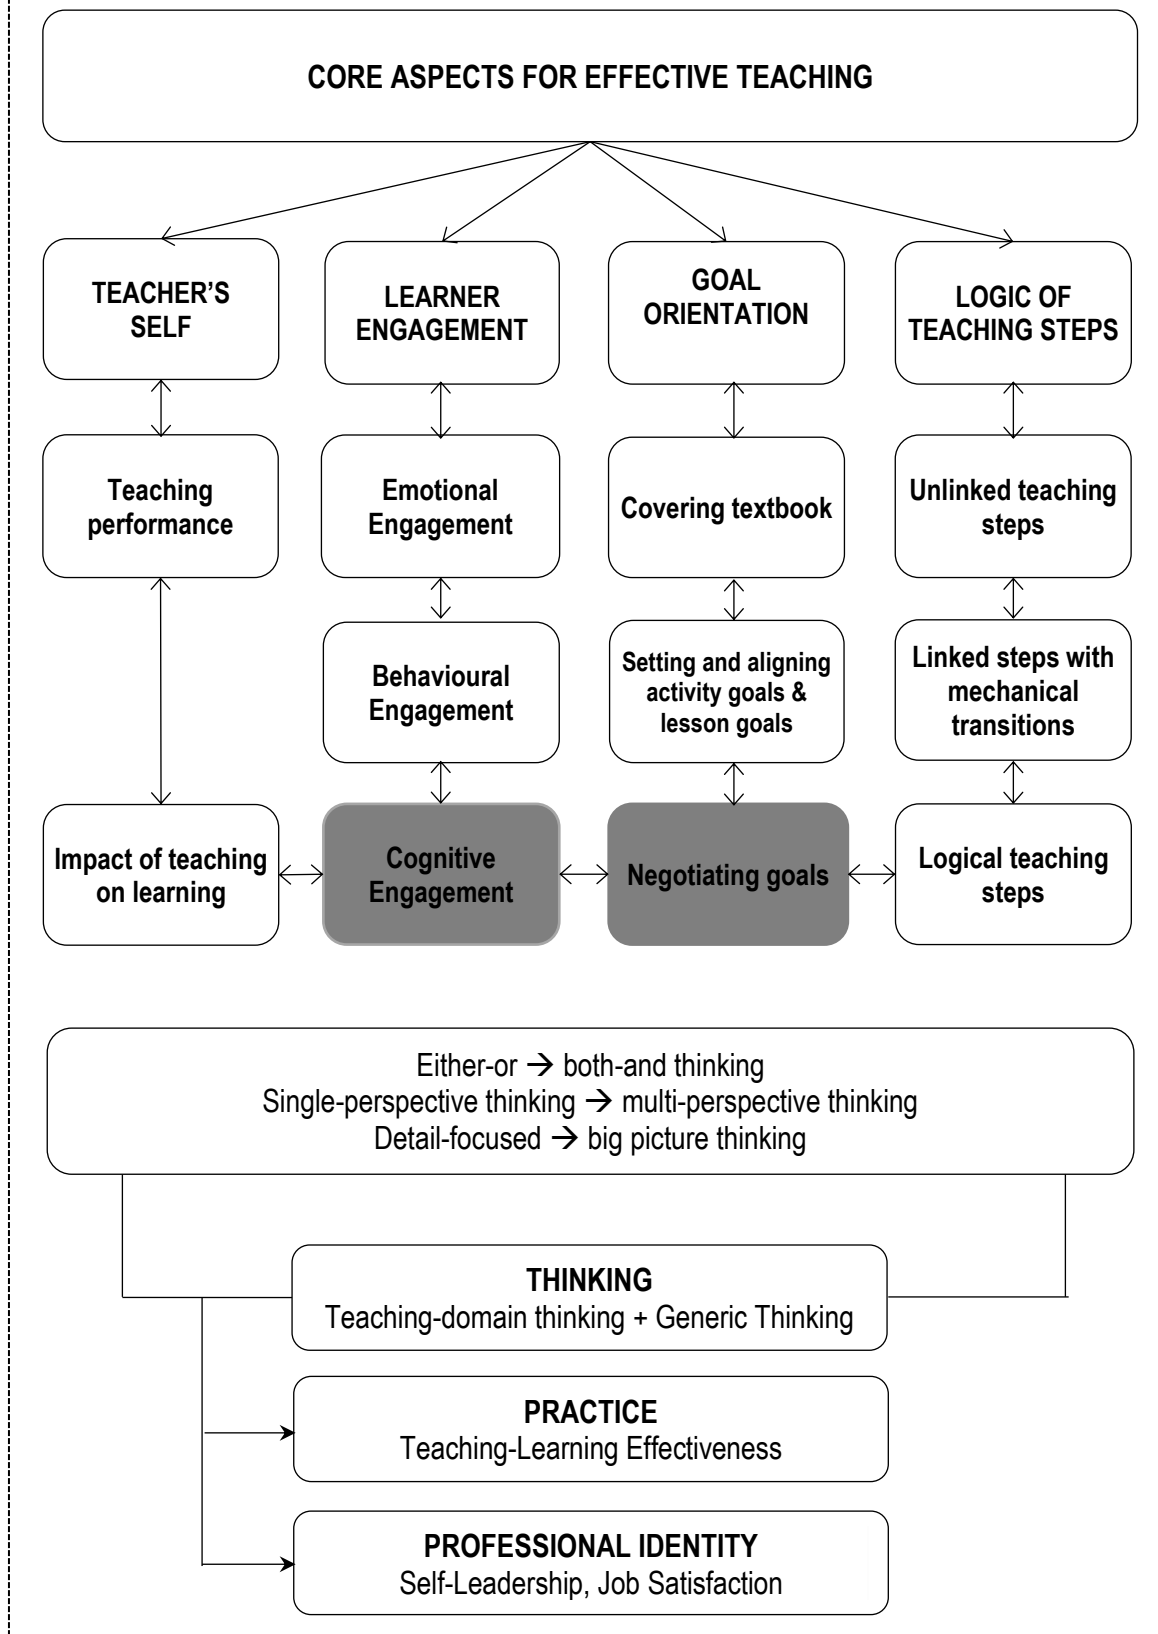 CORE ASPECTS FOR EFFECTIVE TEACHING
TEACHER’S
SELF
LEARNER
ENGAGEMENT
GOAL
ORIENTATION
LOGIC OF
TEACHING STEPS
Teaching
performance
Emotional
Engagement
Covering textbook
Unlinked teaching
steps
Behavioural
Engagement
Setting and aligning
activity goals &
lesson goals
Linked steps with
mechanical
transitions
Impact of teaching
on learning
Cognitive
Engagement
Negotiating goals
Logical teaching
steps
Either-or → both-and thinking
Single-perspective thinking → multi-perspective thinking
Detail-focused → big picture thinking
THINKING
Teaching-domain thinking + Generic Thinking
PRACTICE
Teaching-Learning Effectiveness
PROFESSIONAL IDENTITY
Self-Leadership, Job Satisfaction